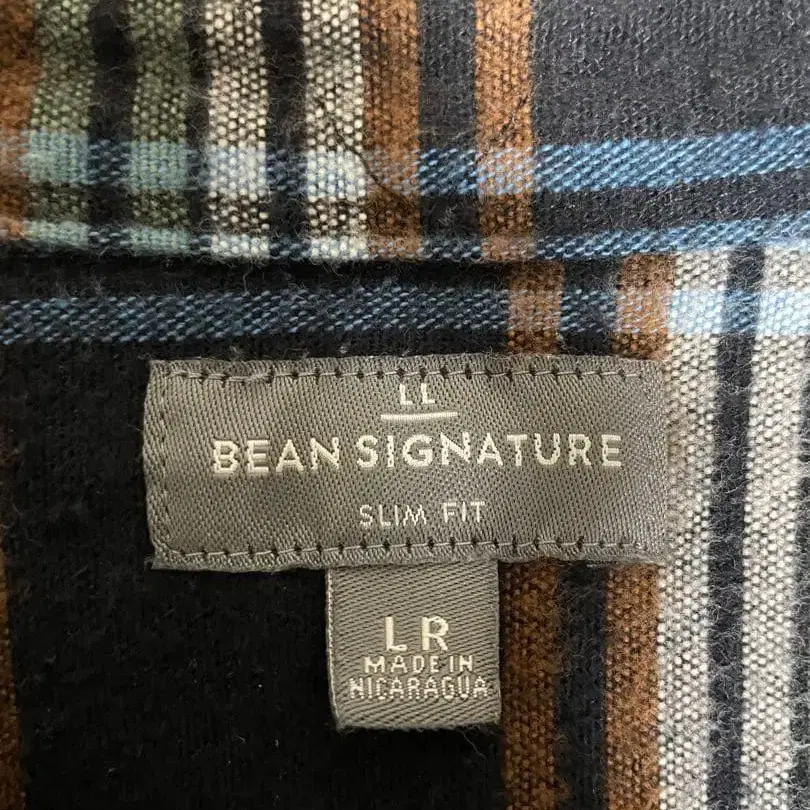 LL
BEAN SIGNATURE
SLIM FIT
LR
MADE IN
NICARAGUA